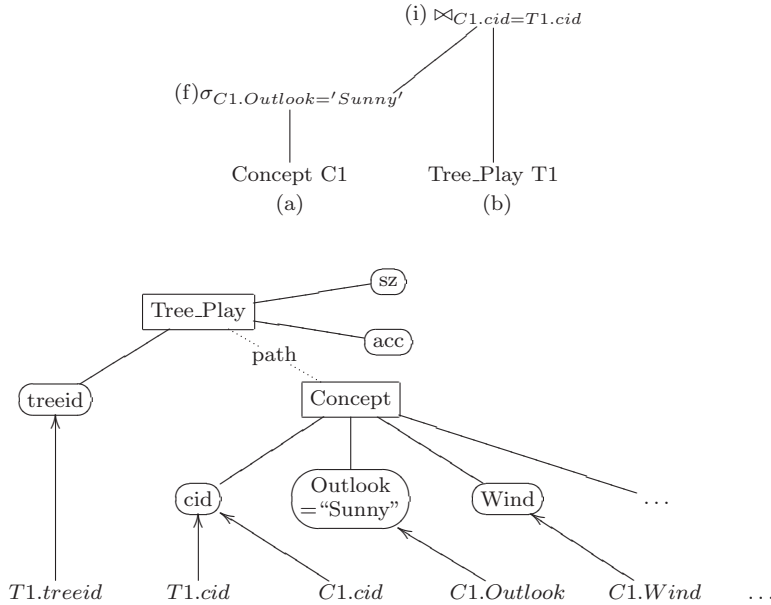 (i) ⋈C1.cid=T1.cid
(f)σC1.Outlook='Sunny'
Concept C1 Tree_Play T1
(a) (b)
sz
Tree_Play
acc
path
treeid
Concept
cid
Outlook
="Sunny"
Wind
...
T1.treeid T1.cid C1.cid C1.Outlook C1.Wind ...